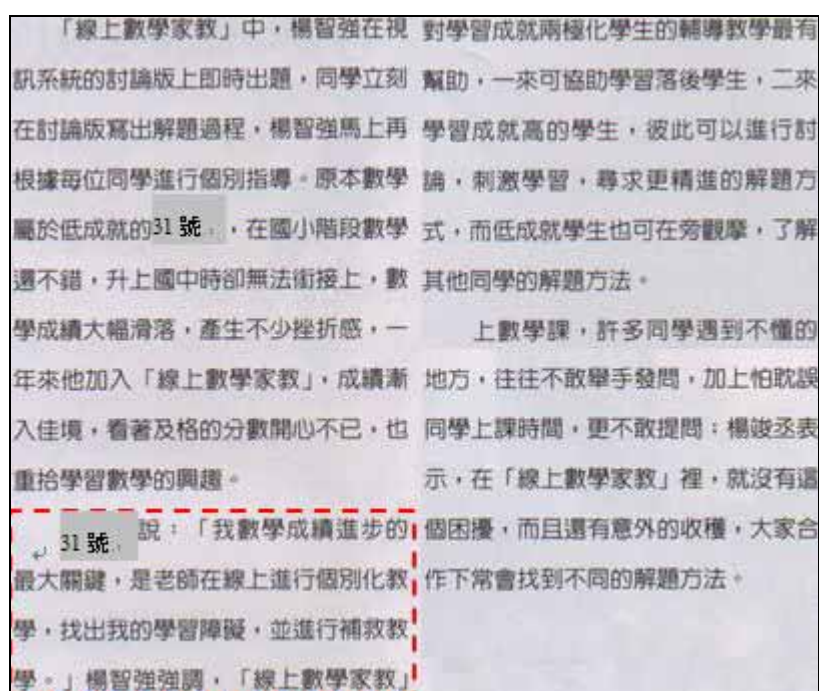 「線上數學家教」中，楊智強在視
訊系統的討論版上即時出題，同學立刻
在討論版寫出解題過程，楊智強馬上再
根據每位同學進行個別指導。原本數學
屬於低成就的31 號，在國小階段數學
還不錯，升上國中時卻無法銜接上，數
學成績大幅滑落，產生不少挫折感，一
年來他加入「線上數學家教」，成績漸
入佳境，看著及格的分數開心不已，也
重拾學習數學的興趣。
31 號說：「我數學成績進步的
最大關鍵，是老師在線上進行個別化教
學，找出我的學習障礙，並進行補救教
學。」楊智強強調，「線上數學家教」
對學習成就兩極化學生的輔導教學最有
幫助，一來可協助學習落後學生，二來
學習成就高的學生，彼此可以進行討
論，刺激學習，尋求更精進的解題方
式，而低成就學生也可在旁觀摩，了解
其他同學的解題方法。
上數學課，許多同學遇到不懂的
地方，往往不敢舉手發問，加上怕耽誤
同學上課時間，更不敢提問；楊竣丞表
示，在「線上數學家教」裡，就沒有這
個困擾，而且還有意外的收穫，大家合
作下常會找到不同的解題方法。